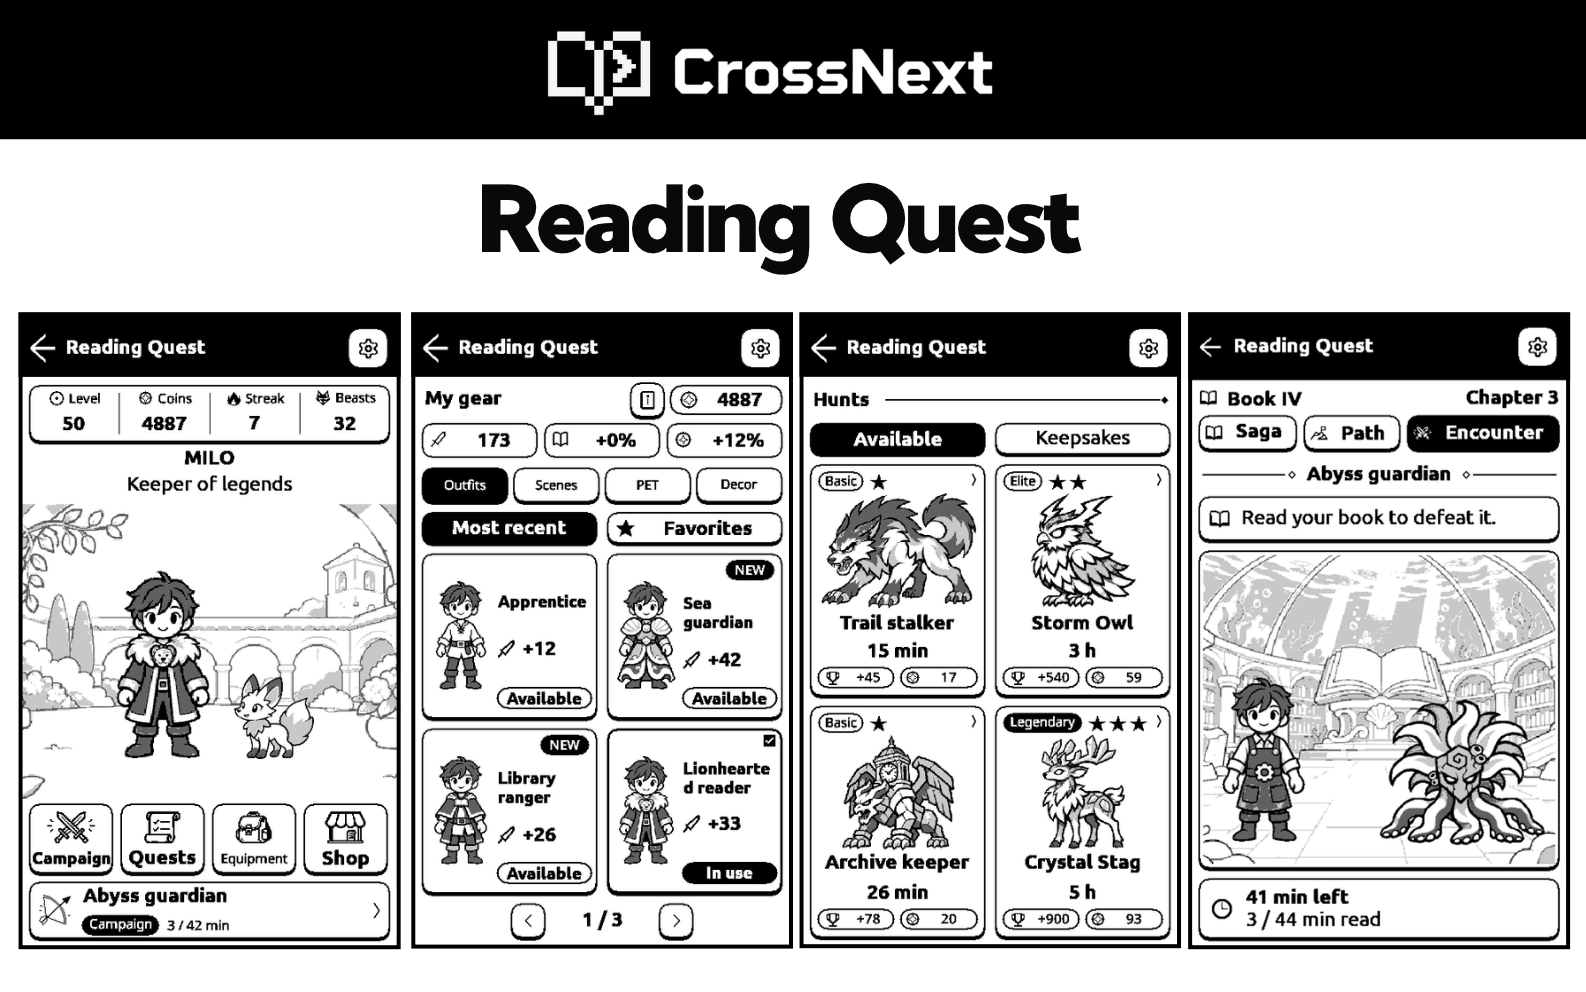 CrossNext
Reading Quest
Reading Quest
Level
Coins
Streak
Beasts
50
4887
7
32
MILO
Keeper of legends
Campaign
Quests
Equipment
Shop
Abyss guardian
Campaign 3 / 42 min
Reading Quest
My gear
4887
173
+0%
+12%
Outfits
Scenes
PET
Decor
Most recent
Favorites
Apprentice
+12
Available
NEW
Sea
guardian
+42
Available
NEW
Library
ranger
+26
Available
Lionhearte
d reader
+33
In use
1 / 3
Reading Quest
Hunts
Available
Keepsakes
Basic
Trail stalker
15 min
+45
17
Elite
Storm Owl
3 h
+540
59
Basic
Archive keeper
26 min
+78
20
Legendary
Crystal Stag
5 h
+900
93
Reading Quest
Book IV
Chapter 3
Saga
Path
Encounter
Abyss guardian
Read your book to defeat it.
41 min left
3 / 44 min read